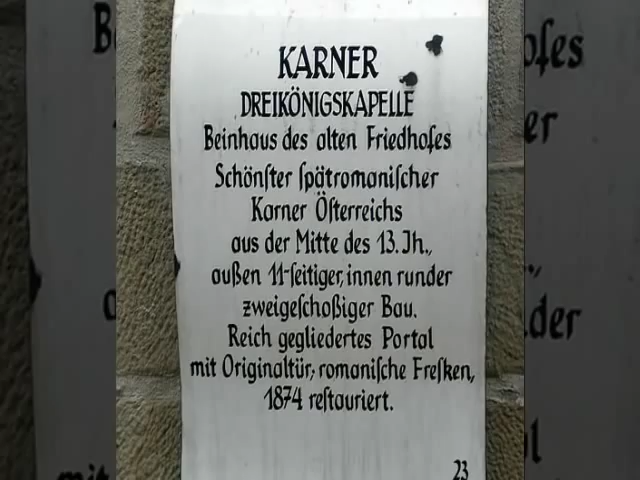 KARNER
DREIKÖNIGSKAPELLE
Beinhaus des alten Friedhofes
Schönſter ſpätromaniſcher
Karner Öſterreichs
aus der Mitte des 13. Jh.,
außen 11-ſeitiger, innen runder
zweigeſchoßiger Bau.
Reich gegliedertes Portal
mit Originaltür; romaniſche Freſken,
1874 reſtauriert.
23